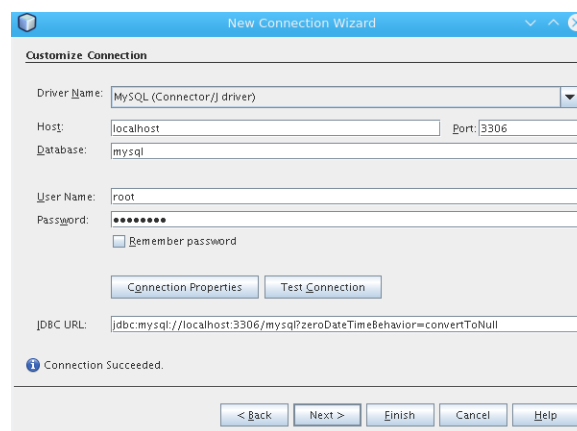 New Connection Wizard
Customize Connection
Driver Name: MySQL (Connector/J driver)
Host: localhost Port: 3306
Database: mysql
User Name: root
Password: ●●●●●●●●
Remember password
Connection Properties Test Connection
JDBC URL: jdbc:mysql://localhost:3306/mysql?zeroDateTimeBehavior=convertToNull
Connection Succeeded.
< Back Next > Finish Cancel Help